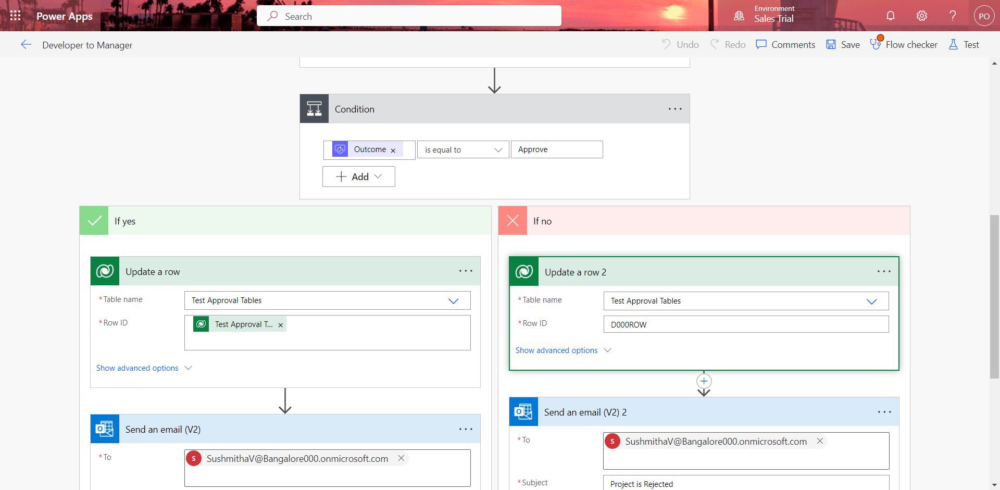 Power Apps
Search
Environment
Sales Trial
PO
Developer to Manager
Undo
Redo
Comments
Save
Flow checker
Test
Condition
Outcome
is equal to
Approve
Add
If yes
If no
Update a row
* Table name
Test Approval Tables
* Row ID
Test Approval T...
Show advanced options
Update a row 2
* Table name
Test Approval Tables
* Row ID
D000ROW
Show advanced options
Send an email (V2)
* To
S
SushmithaV@Bangalore000.onmicrosoft.com
Send an email (V2) 2
* To
S
SushmithaV@Bangalore000.onmicrosoft.com
* Subject
Project is Rejected